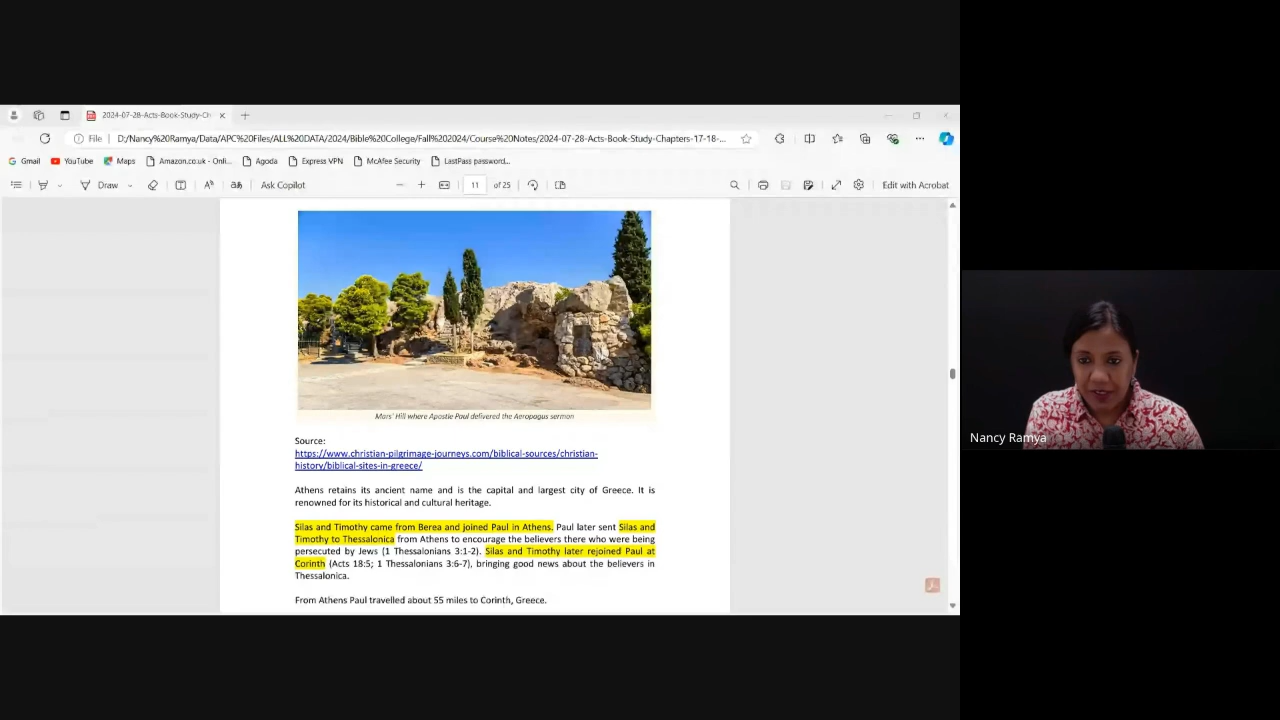 2024-07-28-Acts-Book-Study-Ch
File
D:/Nancy%20Ramya/Data/APC%20Files/ALL%20DATA/2024/Bible%20College/Fall%202024/Course%20Notes/2024-07-28-Acts-Book-Study-Chapters-17-18-...
Gmail YouTube Maps Amazon.co.uk - Onli... Agoda Express VPN McAfee Security LastPass password...
Draw Ask Copilot 11 of 25 Edit with Acrobat
Mars' Hill where Apostle Paul delivered the Aeropagus sermon
Source:
https://www.christian-pilgrimage-journeys.com/biblical-sources/christian-
history/biblical-sites-in-greece/
Athens retains its ancient name and is the capital and largest city of Greece. It is
renowned for its historical and cultural heritage.
Silas and Timothy came from Berea and joined Paul in Athens. Paul later sent Silas and
Timothy to Thessalonica from Athens to encourage the believers there who were being
persecuted by Jews (1 Thessalonians 3:1-2). Silas and Timothy later rejoined Paul at
Corinth (Acts 18:5; 1 Thessalonians 3:6-7), bringing good news about the believers in
Thessalonica.
From Athens Paul travelled about 55 miles to Corinth, Greece.
Nancy Ramya